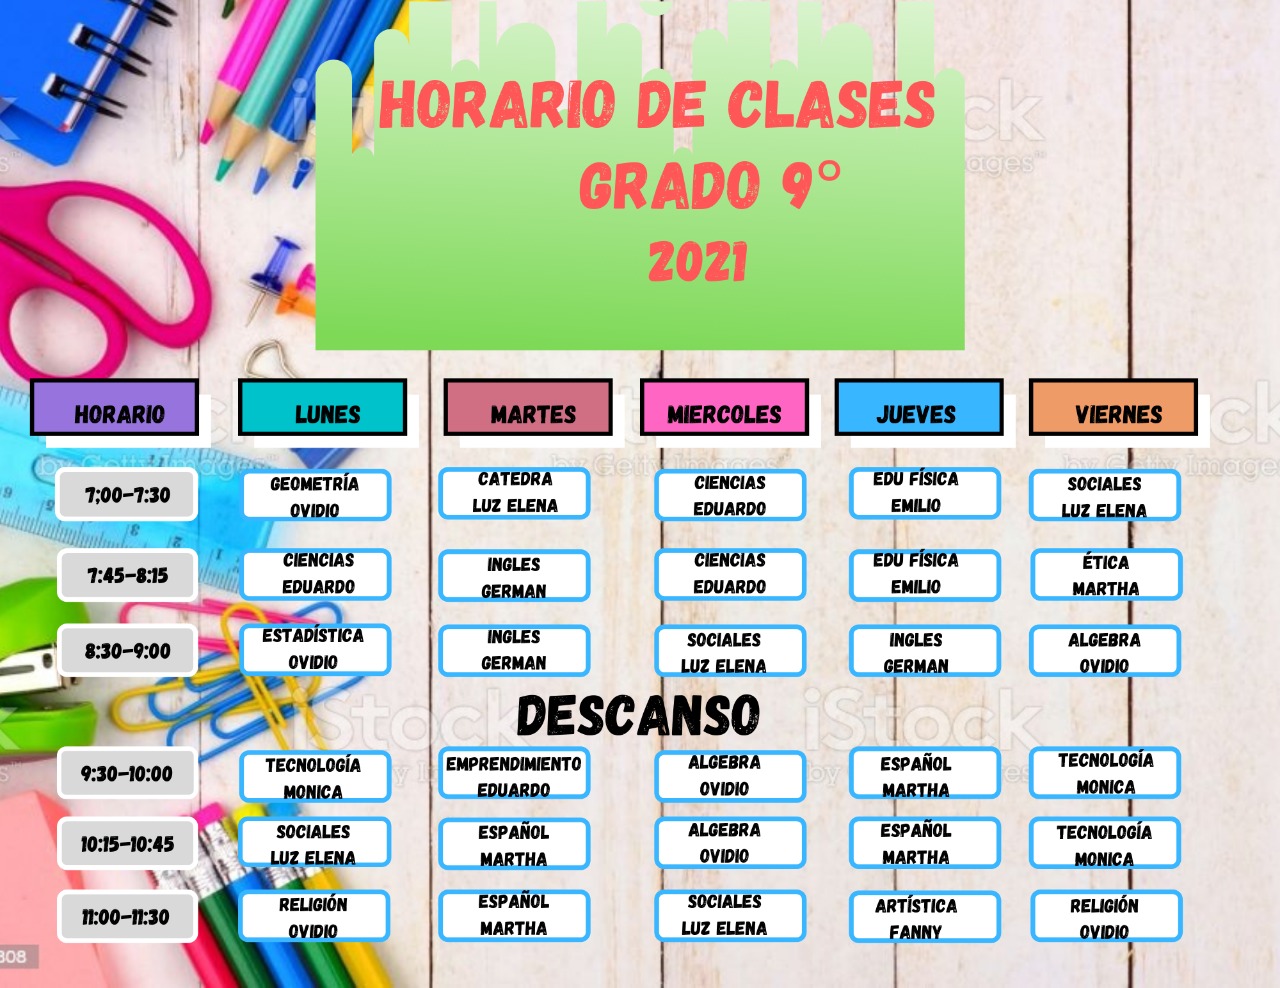 HORARIO DE CLASES
GRADO 9°
2021
HORARIO LUNES MARTES MIERCOLES JUEVES VIERNES
7;00-7:30
GEOMETRÍA
OVIDIO
CATEDRA
LUZ ELENA
CIENCIAS
EDUARDO
EDU FÍSICA
EMILIO
SOCIALES
LUZ ELENA
7:45-8:15
CIENCIAS
EDUARDO
INGLES
GERMAN
CIENCIAS
EDUARDO
EDU FÍSICA
EMILIO
ÉTICA
MARTHA
8:30-9:00
ESTADÍSTICA
OVIDIO
INGLES
GERMAN
SOCIALES
LUZ ELENA
INGLES
GERMAN
ALGEBRA
OVIDIO
DESCANSO
9:30-10:00
TECNOLOGÍA
MONICA
EMPRENDIMIENTO
EDUARDO
ALGEBRA
OVIDIO
ESPAÑOL
MARTHA
TECNOLOGÍA
MONICA
10:15-10:45
SOCIALES
LUZ ELENA
ESPAÑOL
MARTHA
ALGEBRA
OVIDIO
ESPAÑOL
MARTHA
TECNOLOGÍA
MONICA
11:00-11:30
RELIGIÓN
OVIDIO
ESPAÑOL
MARTHA
SOCIALES
LUZ ELENA
ARTÍSTICA
FANNY
RELIGIÓN
OVIDIO
iStock
by Getty Images
iStock